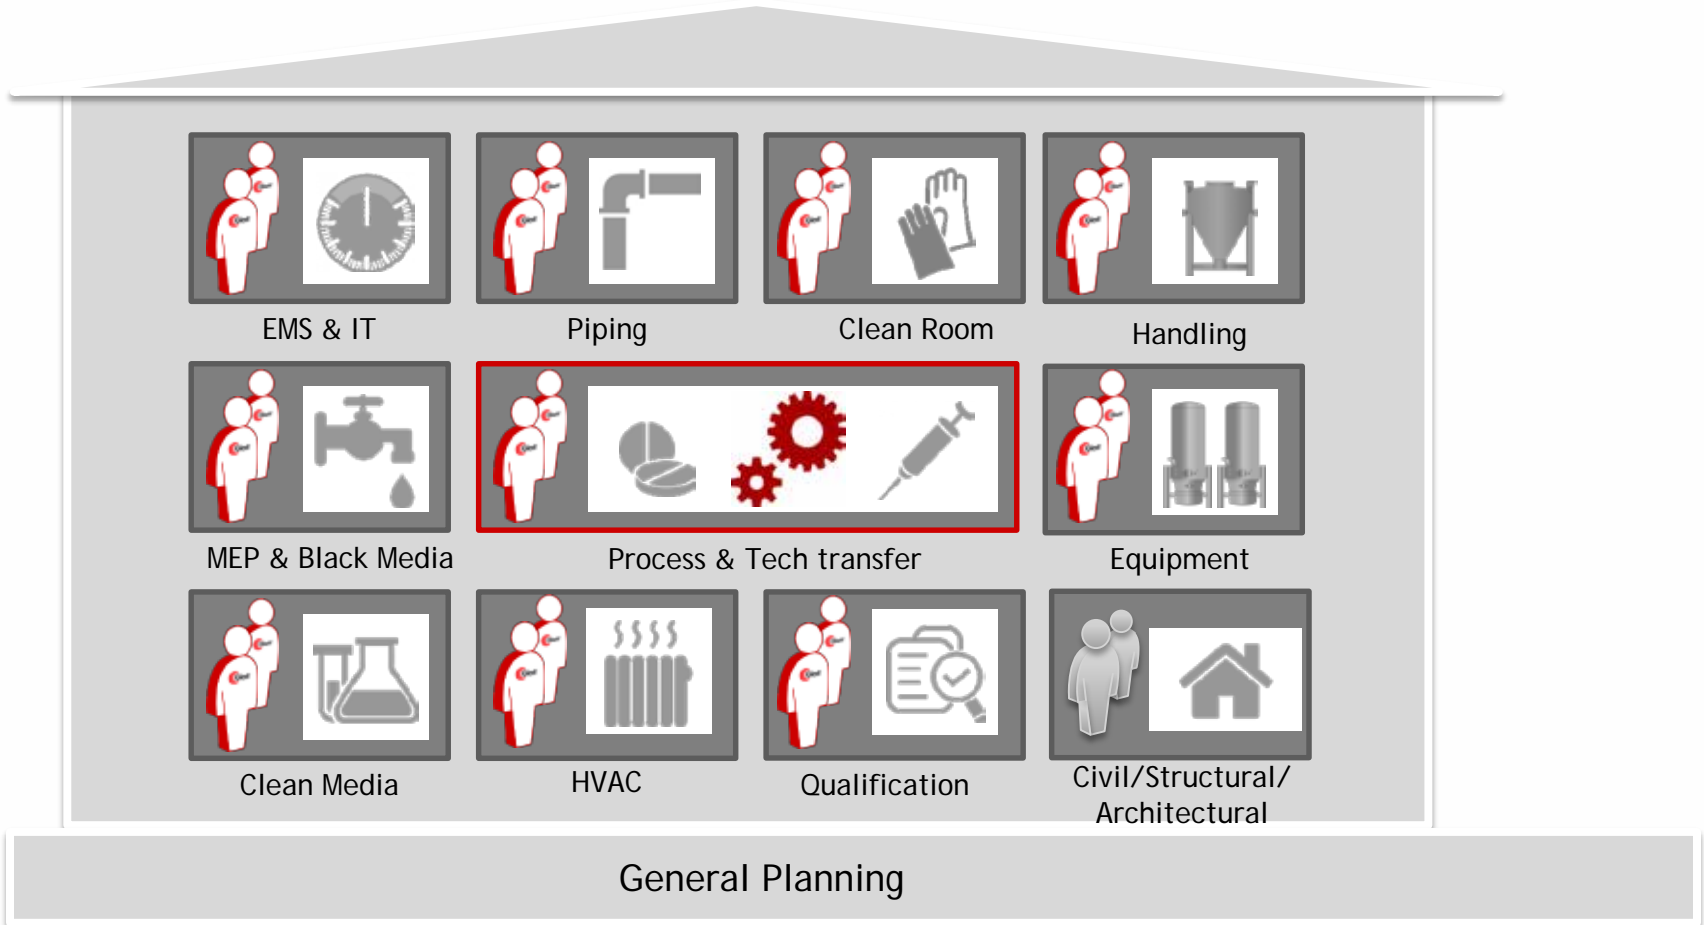 EMS & IT
Piping
Clean Room
Handling
MEP & Black Media
Process & Tech transfer
Equipment
Clean Media
HVAC
Qualification
Civil/Structural/
Architectural
General Planning